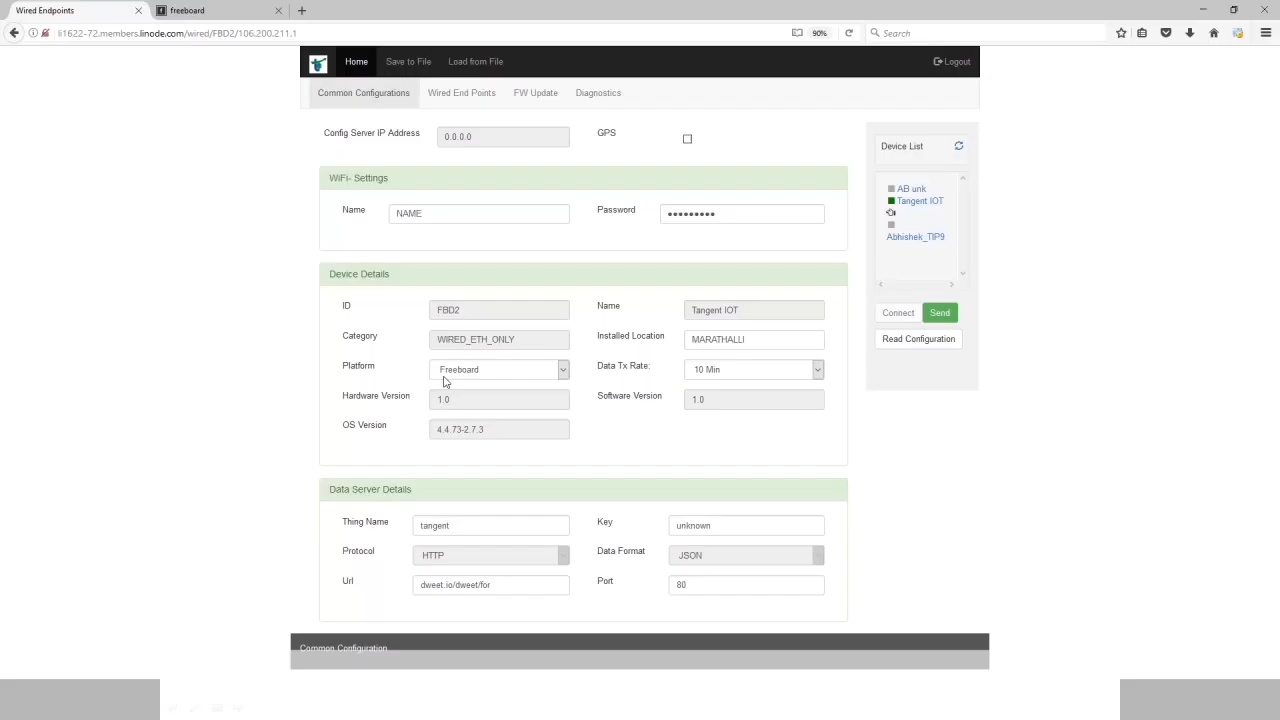 Wired Endpoints
freeboard
li1622-72.members.linode.com/wired/FBD2/106.200.211.1
90%
Search
Home
Save to File
Load from File
Logout
Common Configurations
Wired End Points
FW Update
Diagnostics
Config Server IP Address
0.0.0.0
GPS
WiFi- Settings
Name
NAME
Password
•••••••••
Device Details
ID
FBD2
Name
Tangent IOT
Category
WIRED_ETH_ONLY
Installed Location
MARATHALLI
Platform
Freeboard
Data Tx Rate:
10 Min
Hardware Version
1.0
Software Version
1.0
OS Version
4.4.73-2.7.3
Data Server Details
Thing Name
tangent
Key
unknown
Protocol
HTTP
Data Format
JSON
Url
dweet.io/dweet/for
Port
80
Common Configuration
Device List
AB unk
Tangent IOT
Abhishek_TIP9
Connect
Send
Read Configuration